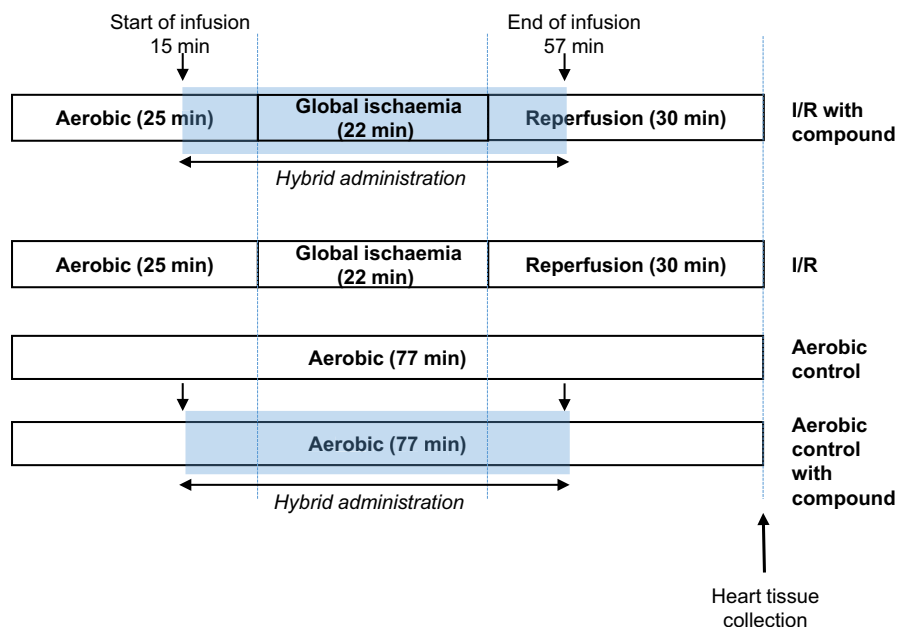 Start of infusion
15 min
End of infusion
57 min
Aerobic (25 min)
Global ischaemia
(22 min)
Reperfusion (30 min)
I/R with
compound
Hybrid administration
Aerobic (25 min)
Global ischaemia
(22 min)
Reperfusion (30 min)
I/R
Aerobic (77 min)
Aerobic
control
Aerobic (77 min)
Aerobic
control
with
compound
Hybrid administration
Heart tissue
collection